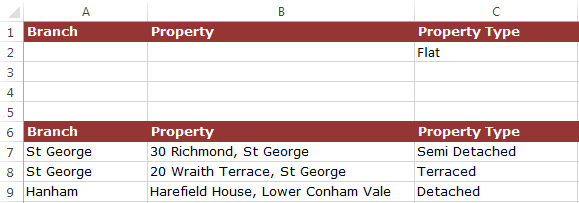 A B C
1 Branch Property Property Type
2 Flat
3
4
5
6 Branch Property Property Type
7 St George 30 Richmond, St George Semi Detached
8 St George 20 Wraith Terrace, St George Terraced
9 Hanham Harefield House, Lower Conham Vale Detached